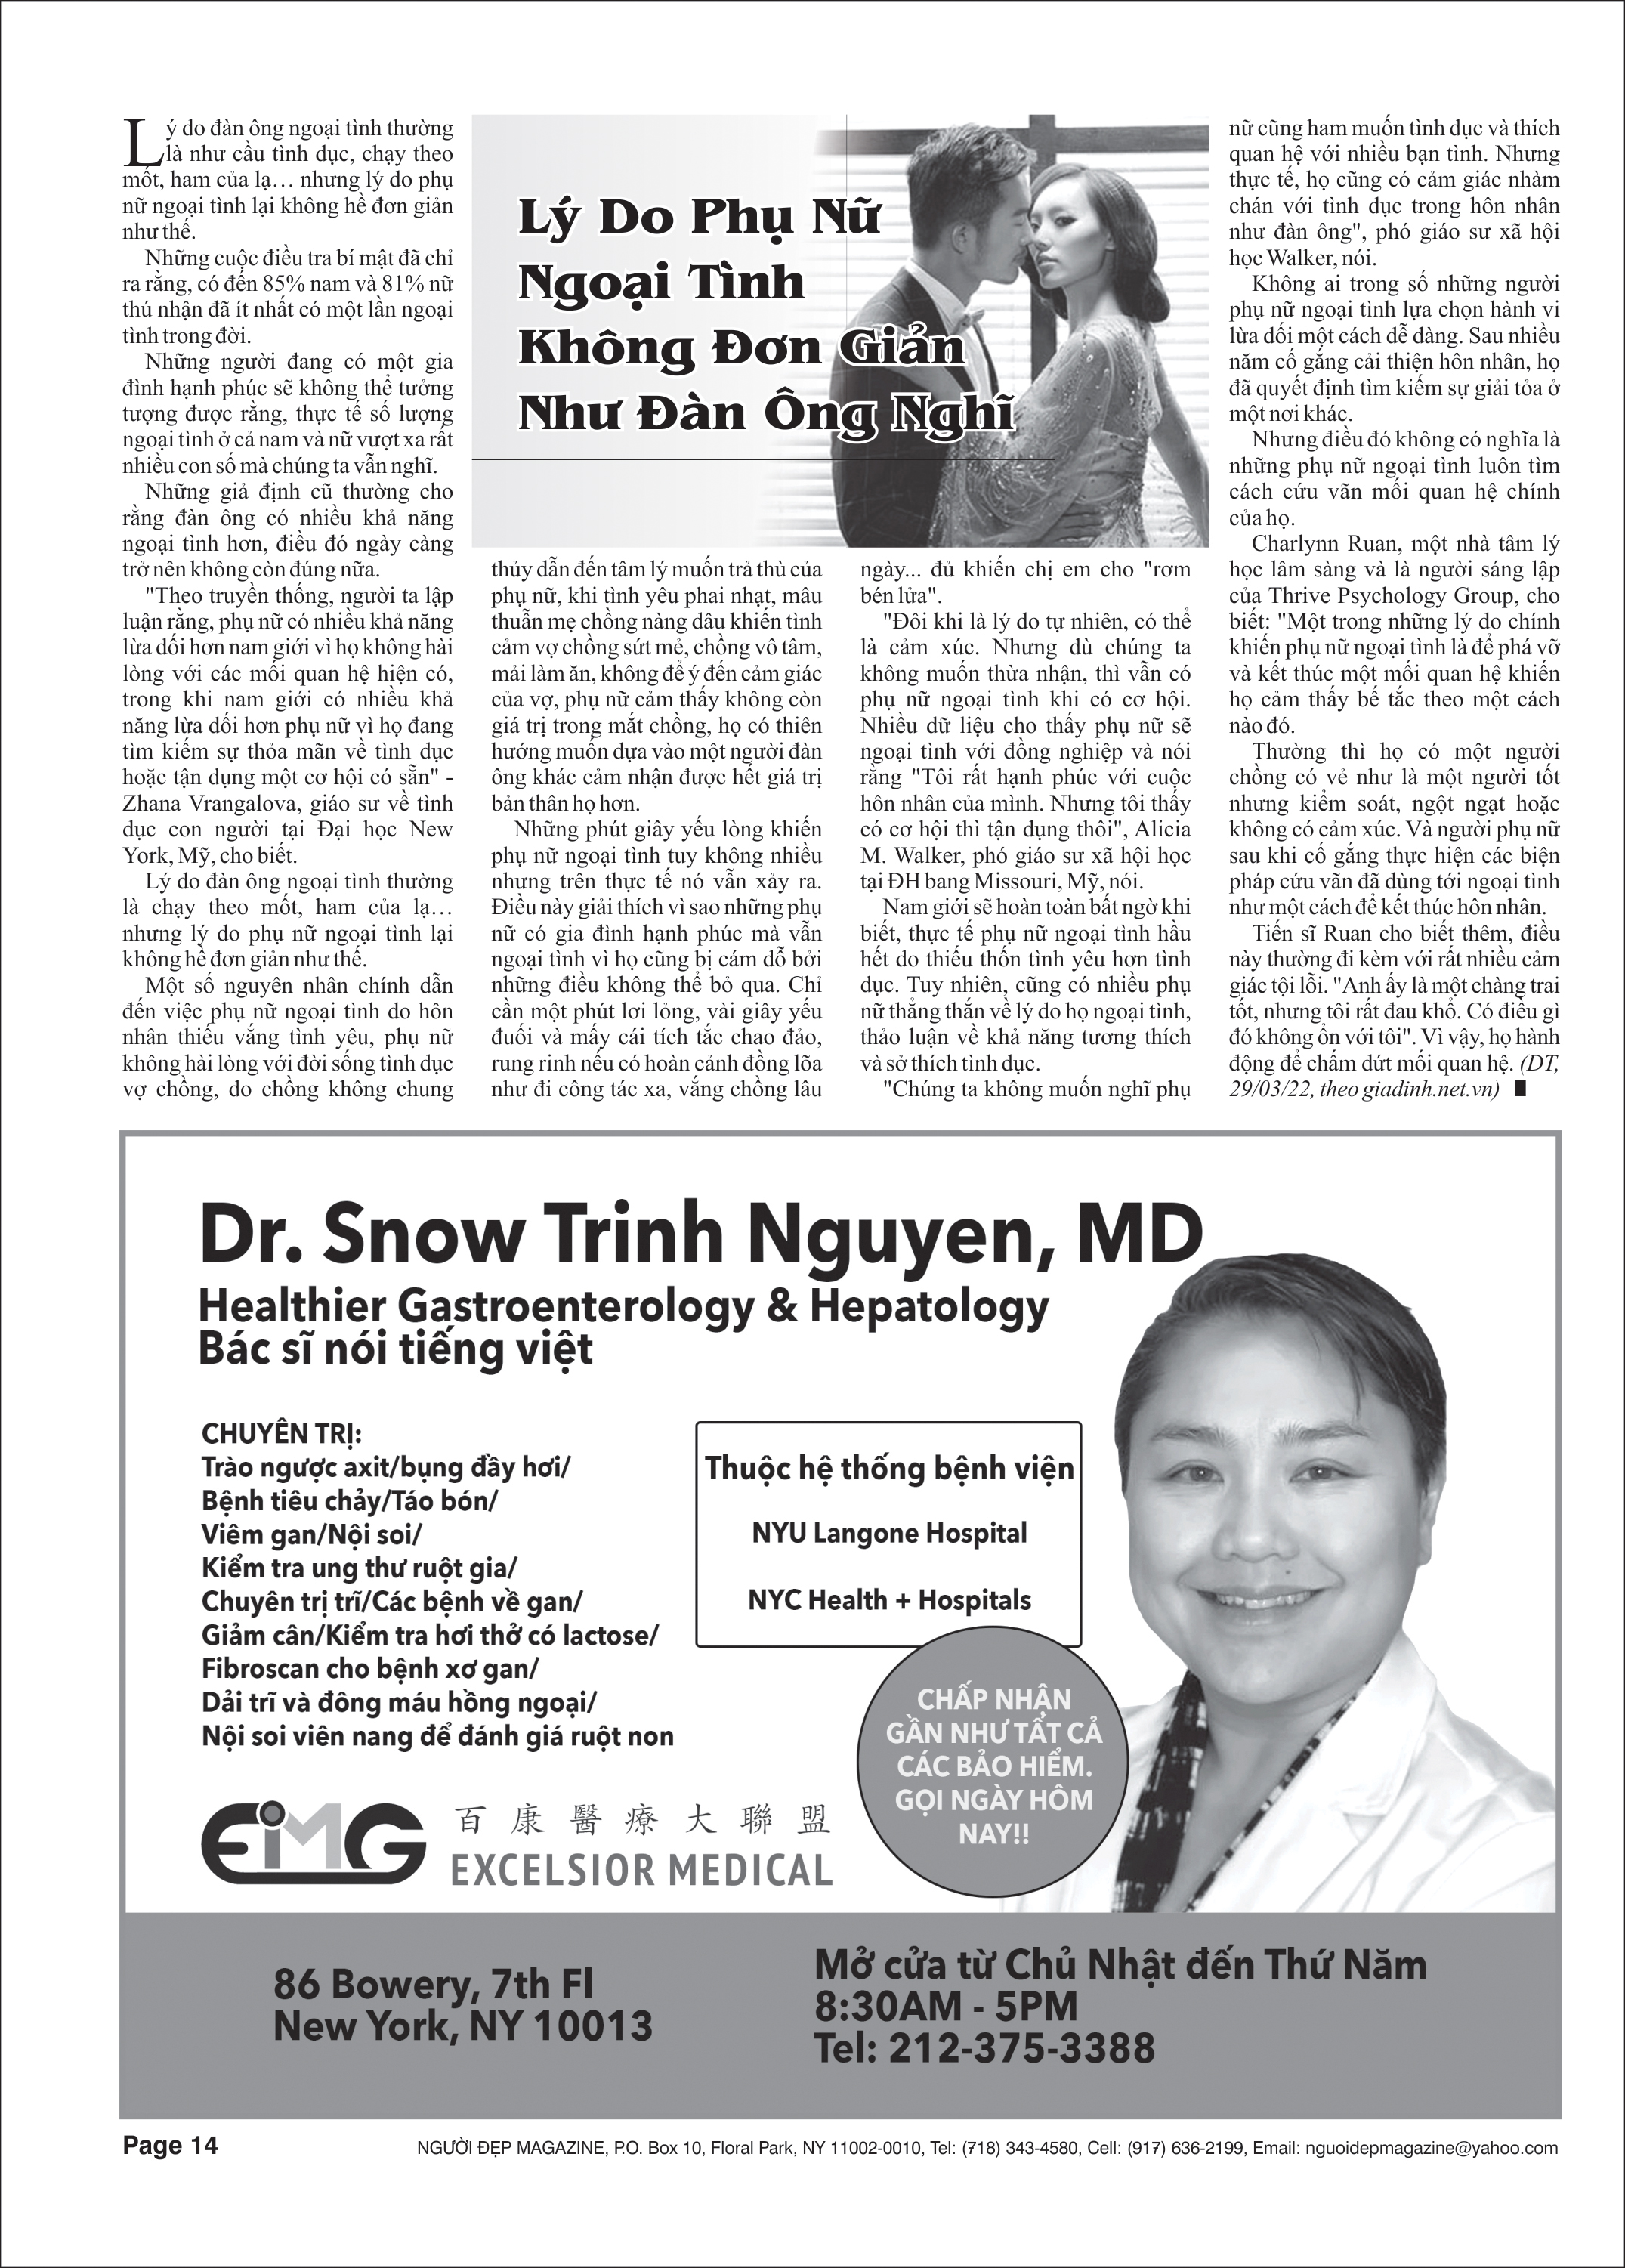 Lý do đàn ông ngoại tình thường
là như cầu tình dục, chạy theo
mốt, ham của lạ… nhưng lý do phụ
nữ ngoại tình lại không hề đơn giản
như thế.
Những cuộc điều tra bí mật đã chỉ
ra rằng, có đến 85% nam và 81% nữ
thú nhận đã ít nhất có một lần ngoại
tình trong đời.
Những người đang có một gia
đình hạnh phúc sẽ không thể tưởng
tượng được rằng, thực tế số lượng
ngoại tình ở cả nam và nữ vượt xa rất
nhiều con số mà chúng ta vẫn nghĩ.
Những giả định cũ thường cho
rằng đàn ông có nhiều khả năng
ngoại tình hơn, điều đó ngày càng
trở nên không còn đúng nữa.
"Theo truyền thống, người ta lập
luận rằng, phụ nữ có nhiều khả năng
lừa dối hơn nam giới vì họ không hài
lòng với các mối quan hệ hiện có,
trong khi nam giới có nhiều khả
năng lừa dối hơn phụ nữ vì họ đang
tìm kiếm sự thỏa mãn về tình dục
hoặc tận dụng một cơ hội có sẵn" -
Zhana Vrangalova, giáo sư về tình
dục con người tại Đại học New
York, Mỹ, cho biết.
Lý do đàn ông ngoại tình thường
là chạy theo mốt, ham của lạ…
nhưng lý do phụ nữ ngoại tình lại
không hề đơn giản như thế.
Một số nguyên nhân chính dẫn
đến việc phụ nữ ngoại tình do hôn
nhân thiếu vắng tình yêu, phụ nữ
không hài lòng với đời sống tình dục
vợ chồng, do chồng không chung
Lý Do Phụ Nữ
Ngoại Tình
Không Đơn Giản
Như Đàn Ông Nghĩ
thủy dẫn đến tâm lý muốn trả thù của
phụ nữ, khi tình yêu phai nhạt, mâu
thuẫn mẹ chồng nàng dâu khiến tình
cảm vợ chồng sứt mẻ, chồng vô tâm,
mải làm ăn, không để ý đến cảm giác
của vợ, phụ nữ cảm thấy không còn
giá trị trong mắt chồng, họ có thiên
hướng muốn dựa vào một người đàn
ông khác cảm nhận được hết giá trị
bản thân họ hơn.
Những phút giây yếu lòng khiến
phụ nữ ngoại tình tuy không nhiều
nhưng trên thực tế nó vẫn xảy ra.
Điều này giải thích vì sao những phụ
nữ có gia đình hạnh phúc mà vẫn
ngoại tình vì họ cũng bị cám dỗ bởi
những điều không thể bỏ qua. Chỉ
cần một phút lơi lỏng, vài giây yếu
đuối và mấy cái tích tắc chao đảo,
rung rinh nếu có hoàn cảnh đồng lõa
như đi công tác xa, vắng chồng lâu
ngày... đủ khiến chị em cho "rơm
bén lửa".
"Đôi khi là lý do tự nhiên, có thể
là cảm xúc. Nhưng dù chúng ta
không muốn thừa nhận, thì vẫn có
phụ nữ ngoại tình khi có cơ hội.
Nhiều dữ liệu cho thấy phụ nữ sẽ
ngoại tình với đồng nghiệp và nói
rằng "Tôi rất hạnh phúc với cuộc
hôn nhân của mình. Nhưng tôi thấy
có cơ hội thì tận dụng thôi", Alicia
M. Walker, phó giáo sư xã hội học
tại ĐH bang Missouri, Mỹ, nói.
Nam giới sẽ hoàn toàn bất ngờ khi
biết, thực tế phụ nữ ngoại tình hầu
hết do thiếu thốn tình yêu hơn tình
dục. Tuy nhiên, cũng có nhiều phụ
nữ thẳng thắn về lý do họ ngoại tình,
thảo luận về khả năng tương thích
và sở thích tình dục.
"Chúng ta không muốn nghĩ phụ
nữ cũng ham muốn tình dục và thích
quan hệ với nhiều bạn tình. Nhưng
thực tế, họ cũng có cảm giác nhàm
chán với tình dục trong hôn nhân
như đàn ông", phó giáo sư xã hội
học Walker, nói.
Không ai trong số những người
phụ nữ ngoại tình lựa chọn hành vi
lừa dối một cách dễ dàng. Sau nhiều
năm cố gắng cải thiện hôn nhân, họ
đã quyết định tìm kiếm sự giải tỏa ở
một nơi khác.
Nhưng điều đó không có nghĩa là
những phụ nữ ngoại tình luôn tìm
cách cứu vãn mối quan hệ chính
của họ.
Charlynn Ruan, một nhà tâm lý
học lâm sàng và là người sáng lập
của Thrive Psychology Group, cho
biết: "Một trong những lý do chính
khiến phụ nữ ngoại tình là để phá vỡ
và kết thúc một mối quan hệ khiến
họ cảm thấy bế tắc theo một cách
nào đó.
Thường thì họ có một người
chồng có vẻ như là một người tốt
nhưng kiểm soát, ngột ngạt hoặc
không có cảm xúc. Và người phụ nữ
sau khi cố gắng thực hiện các biện
pháp cứu vãn đã dùng tới ngoại tình
như một cách để kết thúc hôn nhân.
Tiến sĩ Ruan cho biết thêm, điều
này thường đi kèm với rất nhiều cảm
giác tội lỗi. "Anh ấy là một chàng trai
tốt, nhưng tôi rất đau khổ. Có điều gì
đó không ổn với tôi". Vì vậy, họ hành
động để chấm dứt mối quan hệ. (DT,
29/03/22, theo giadinh.net.vn)
Dr. Snow Trinh Nguyen, MD
Healthier Gastroenterology & Hepatology
Bác sĩ nói tiếng việt
CHUYÊN TRỊ:
Trào ngược axit/bụng đầy hơi/
Bệnh tiêu chảy/Táo bón/
Viêm gan/Nội soi/
Kiểm tra ung thư ruột gia/
Chuyên trị trĩ/Các bệnh về gan/
Giảm cân/Kiểm tra hơi thở có lactose/
Fibroscan cho bệnh xơ gan/
Dải trĩ và đông máu hồng ngoại/
Nội soi viên nang để đánh giá ruột non
Thuộc hệ thống bệnh viện
NYU Langone Hospital
NYC Health + Hospitals
CHẤP NHẬN
GẦN NHƯ TẤT CẢ
CÁC BẢO HIỂM.
GỌI NGÀY HÔM
NAY!!
EiMG
百康醫療大聯盟
EXCELSIOR MEDICAL
86 Bowery, 7th Fl
New York, NY 10013
Mở cửa từ Chủ Nhật đến Thứ Năm
8:30AM - 5PM
Tel: 212-375-3388
Page 14
NGƯỜI ĐẸP MAGAZINE, P.O. Box 10, Floral Park, NY 11002-0010, Tel: (718) 343-4580, Cell: (917) 636-2199, Email: nguoidepmagazine@yahoo.com